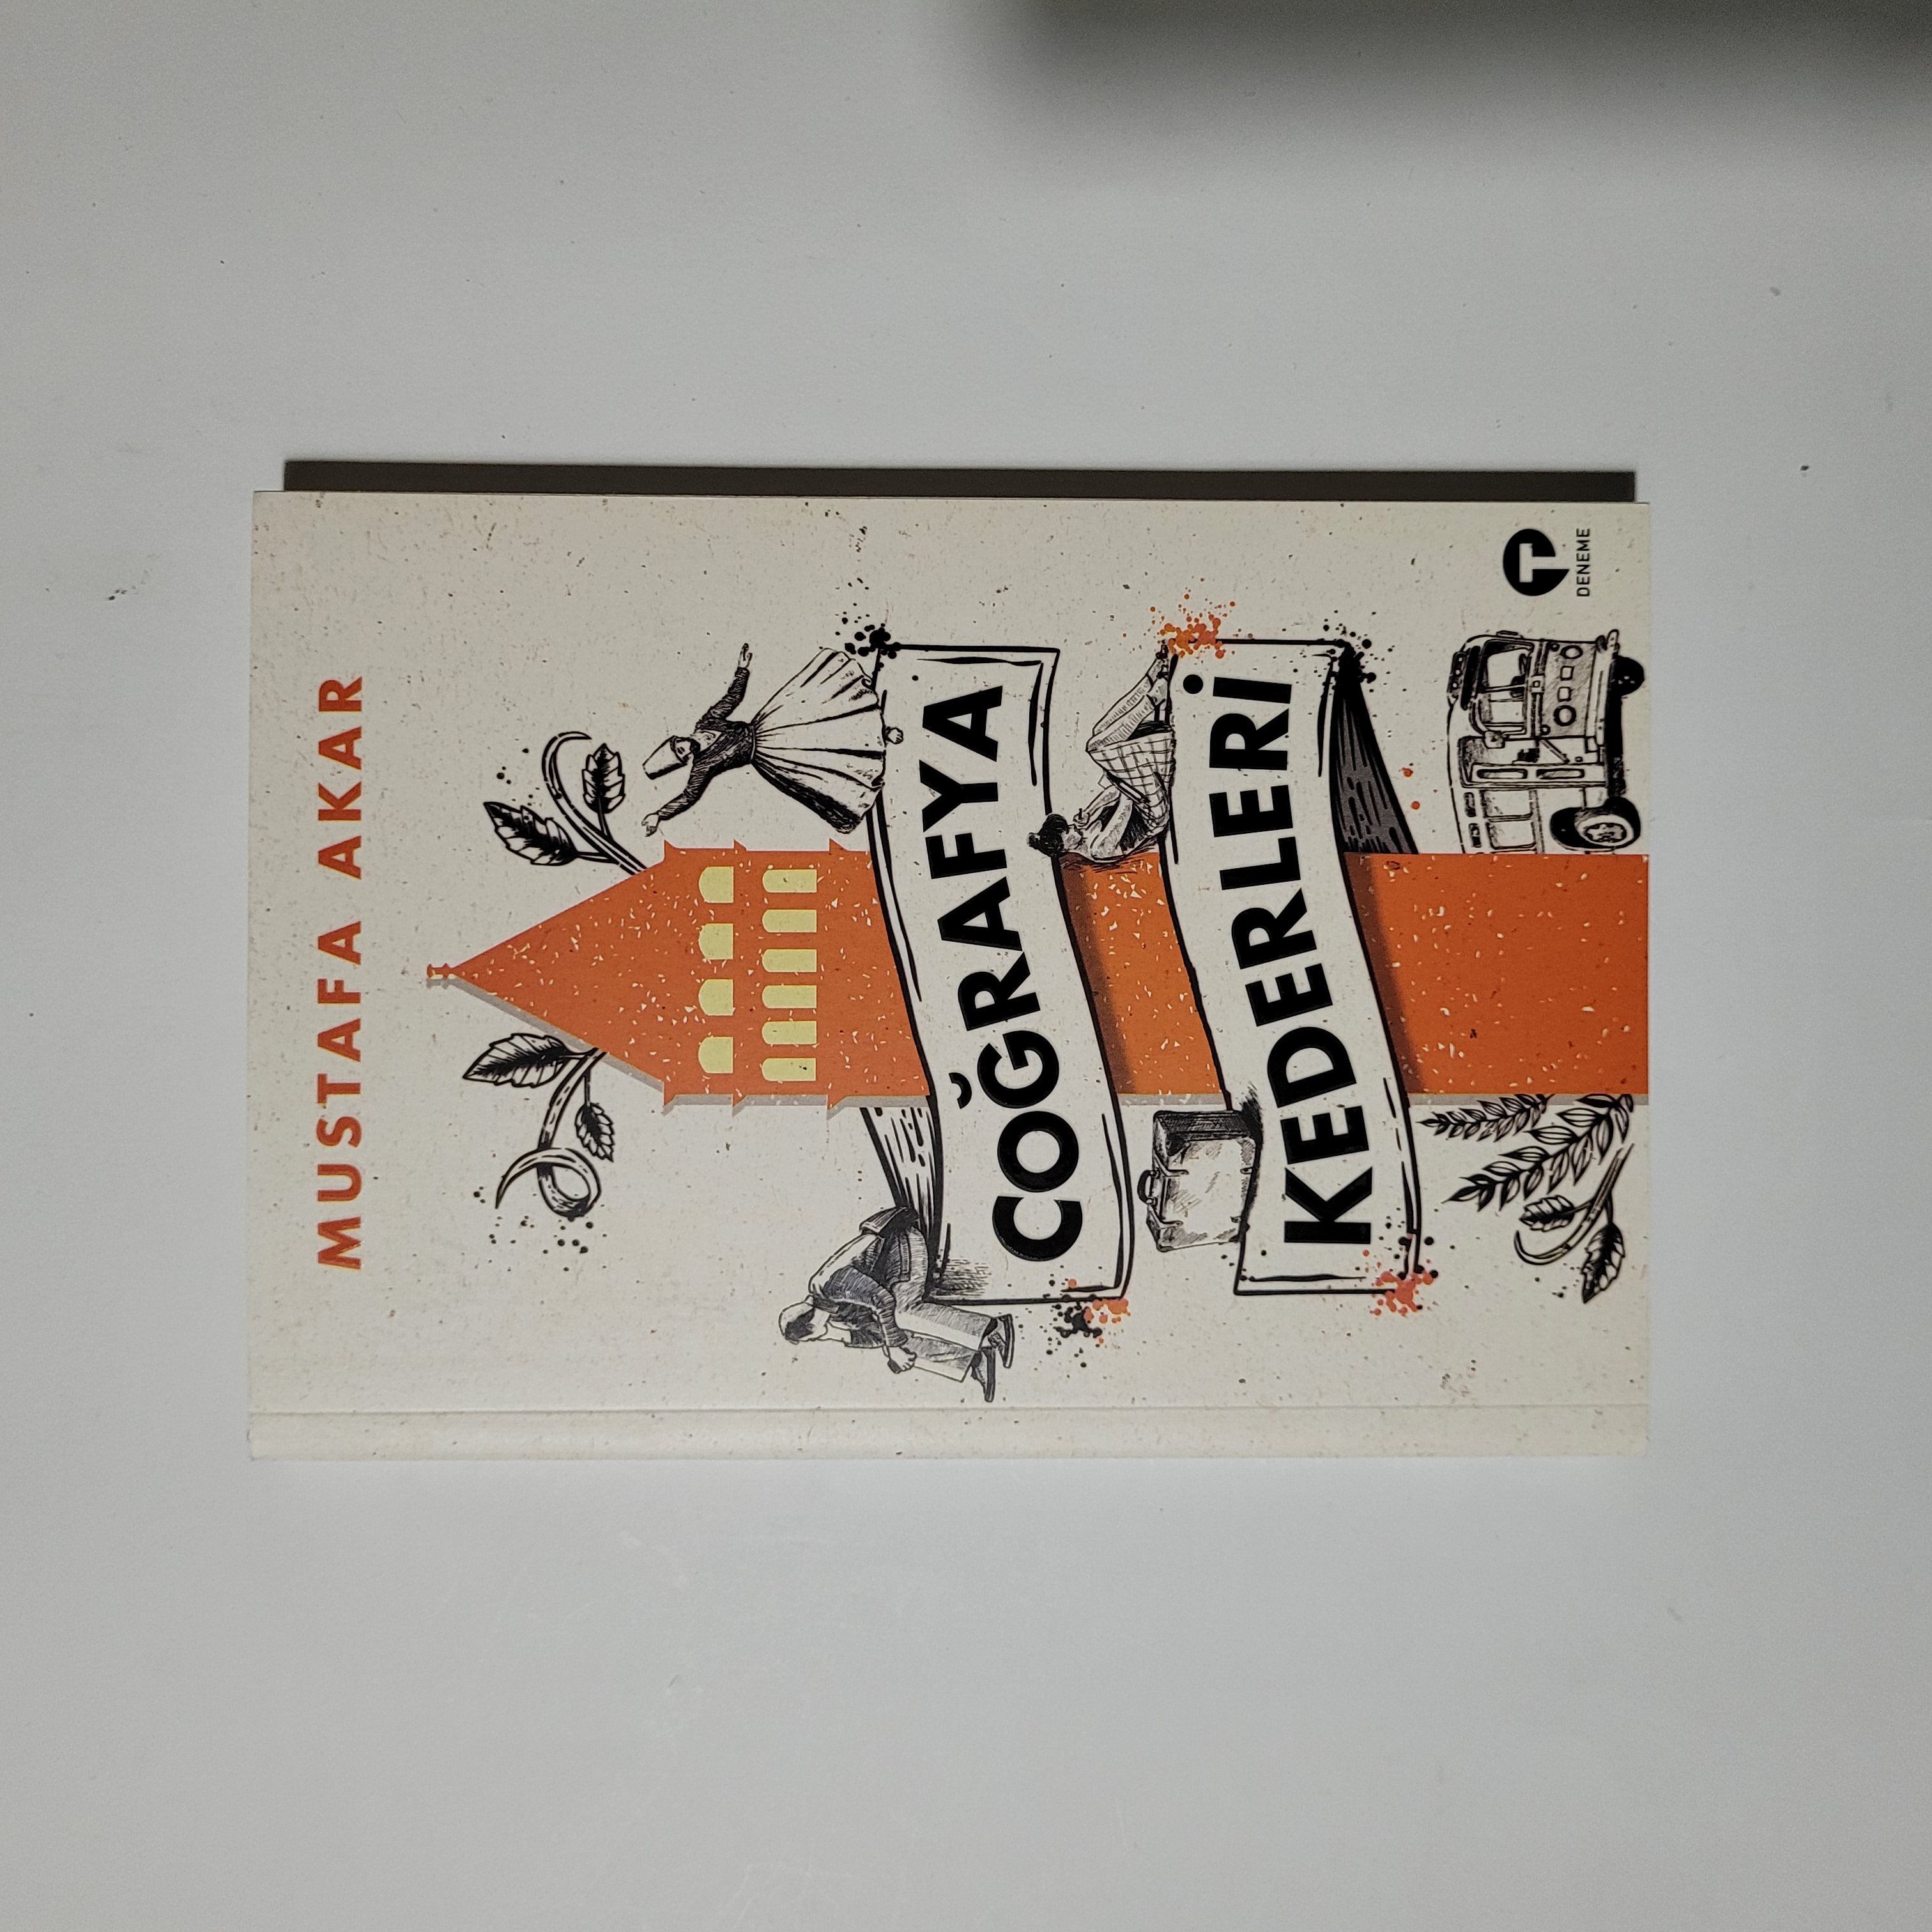 MUSTAFA AKAR
COĞRAFYA
KEDERLERİ
T
DENEME